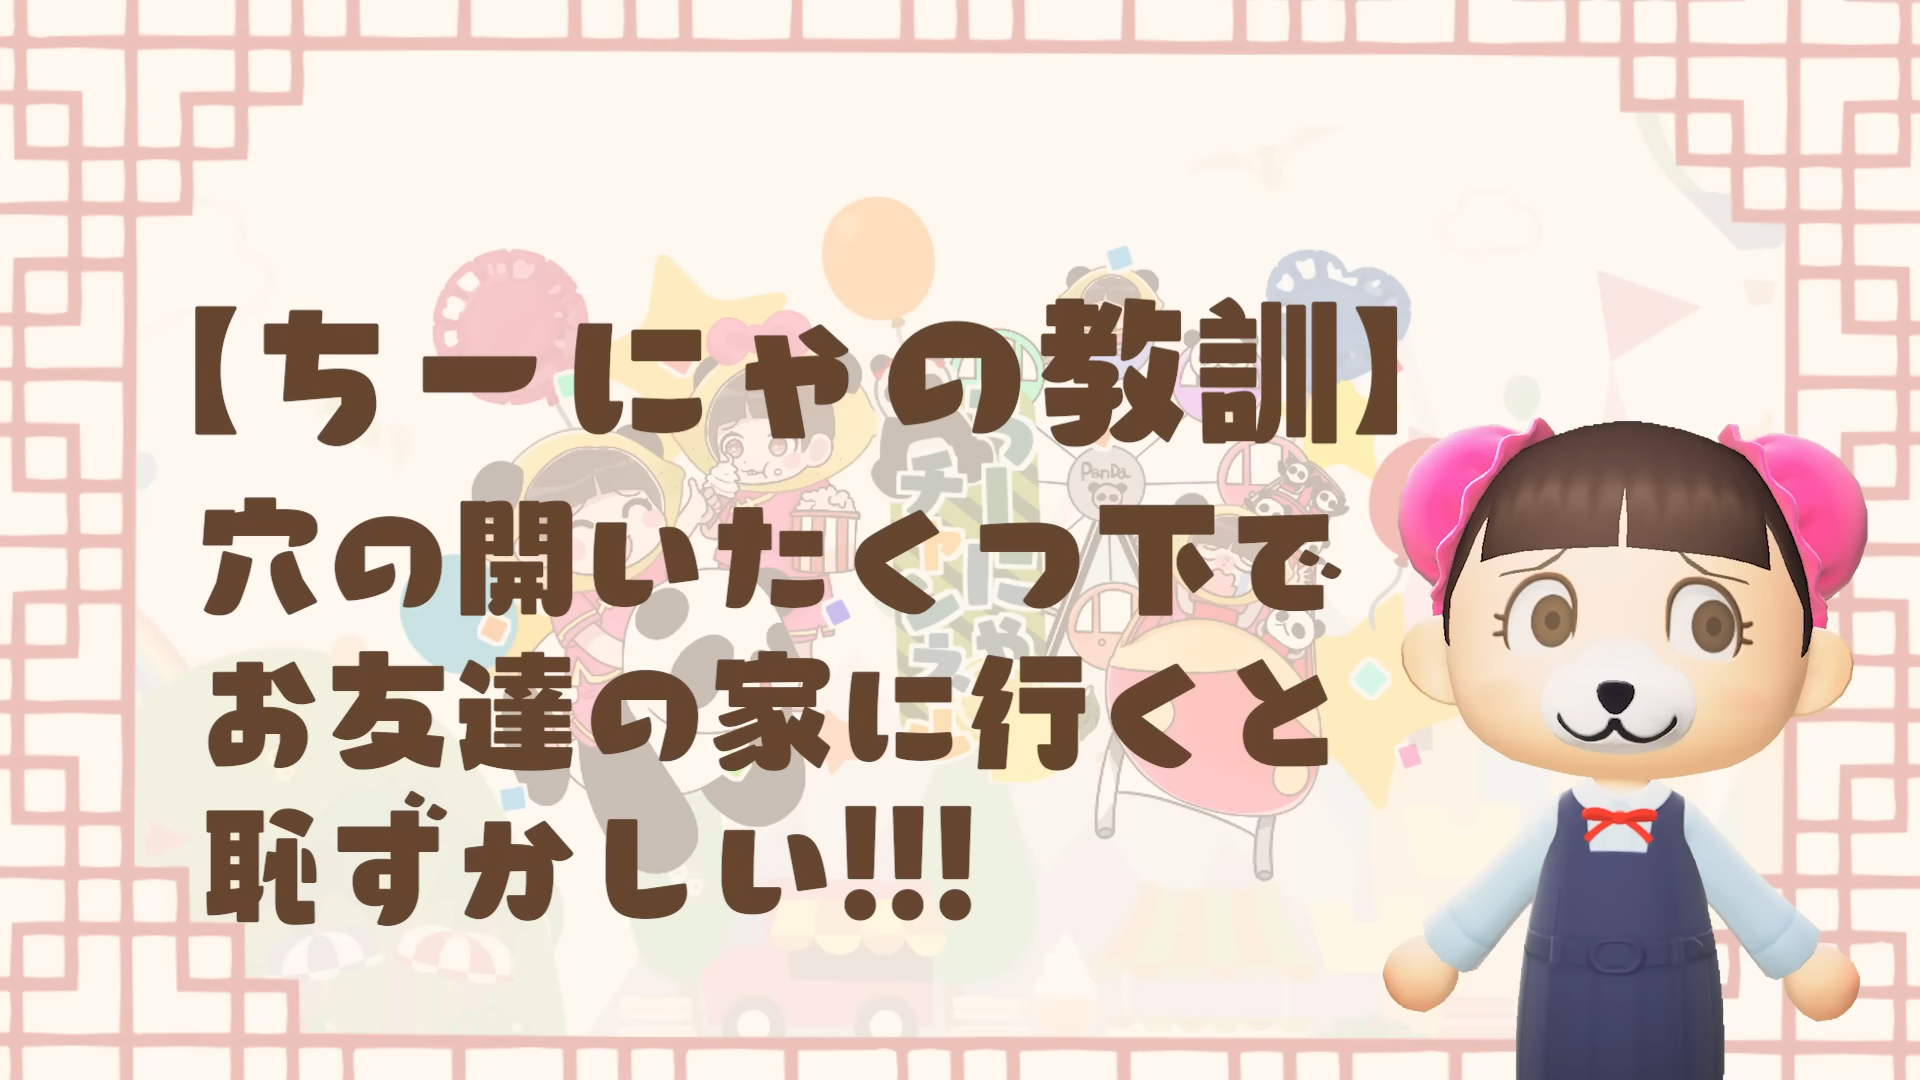 【ちーにゃの教訓】
穴の開いたくつ下で
お友達の家に行くと
恥ずかしい!!!
PanDa